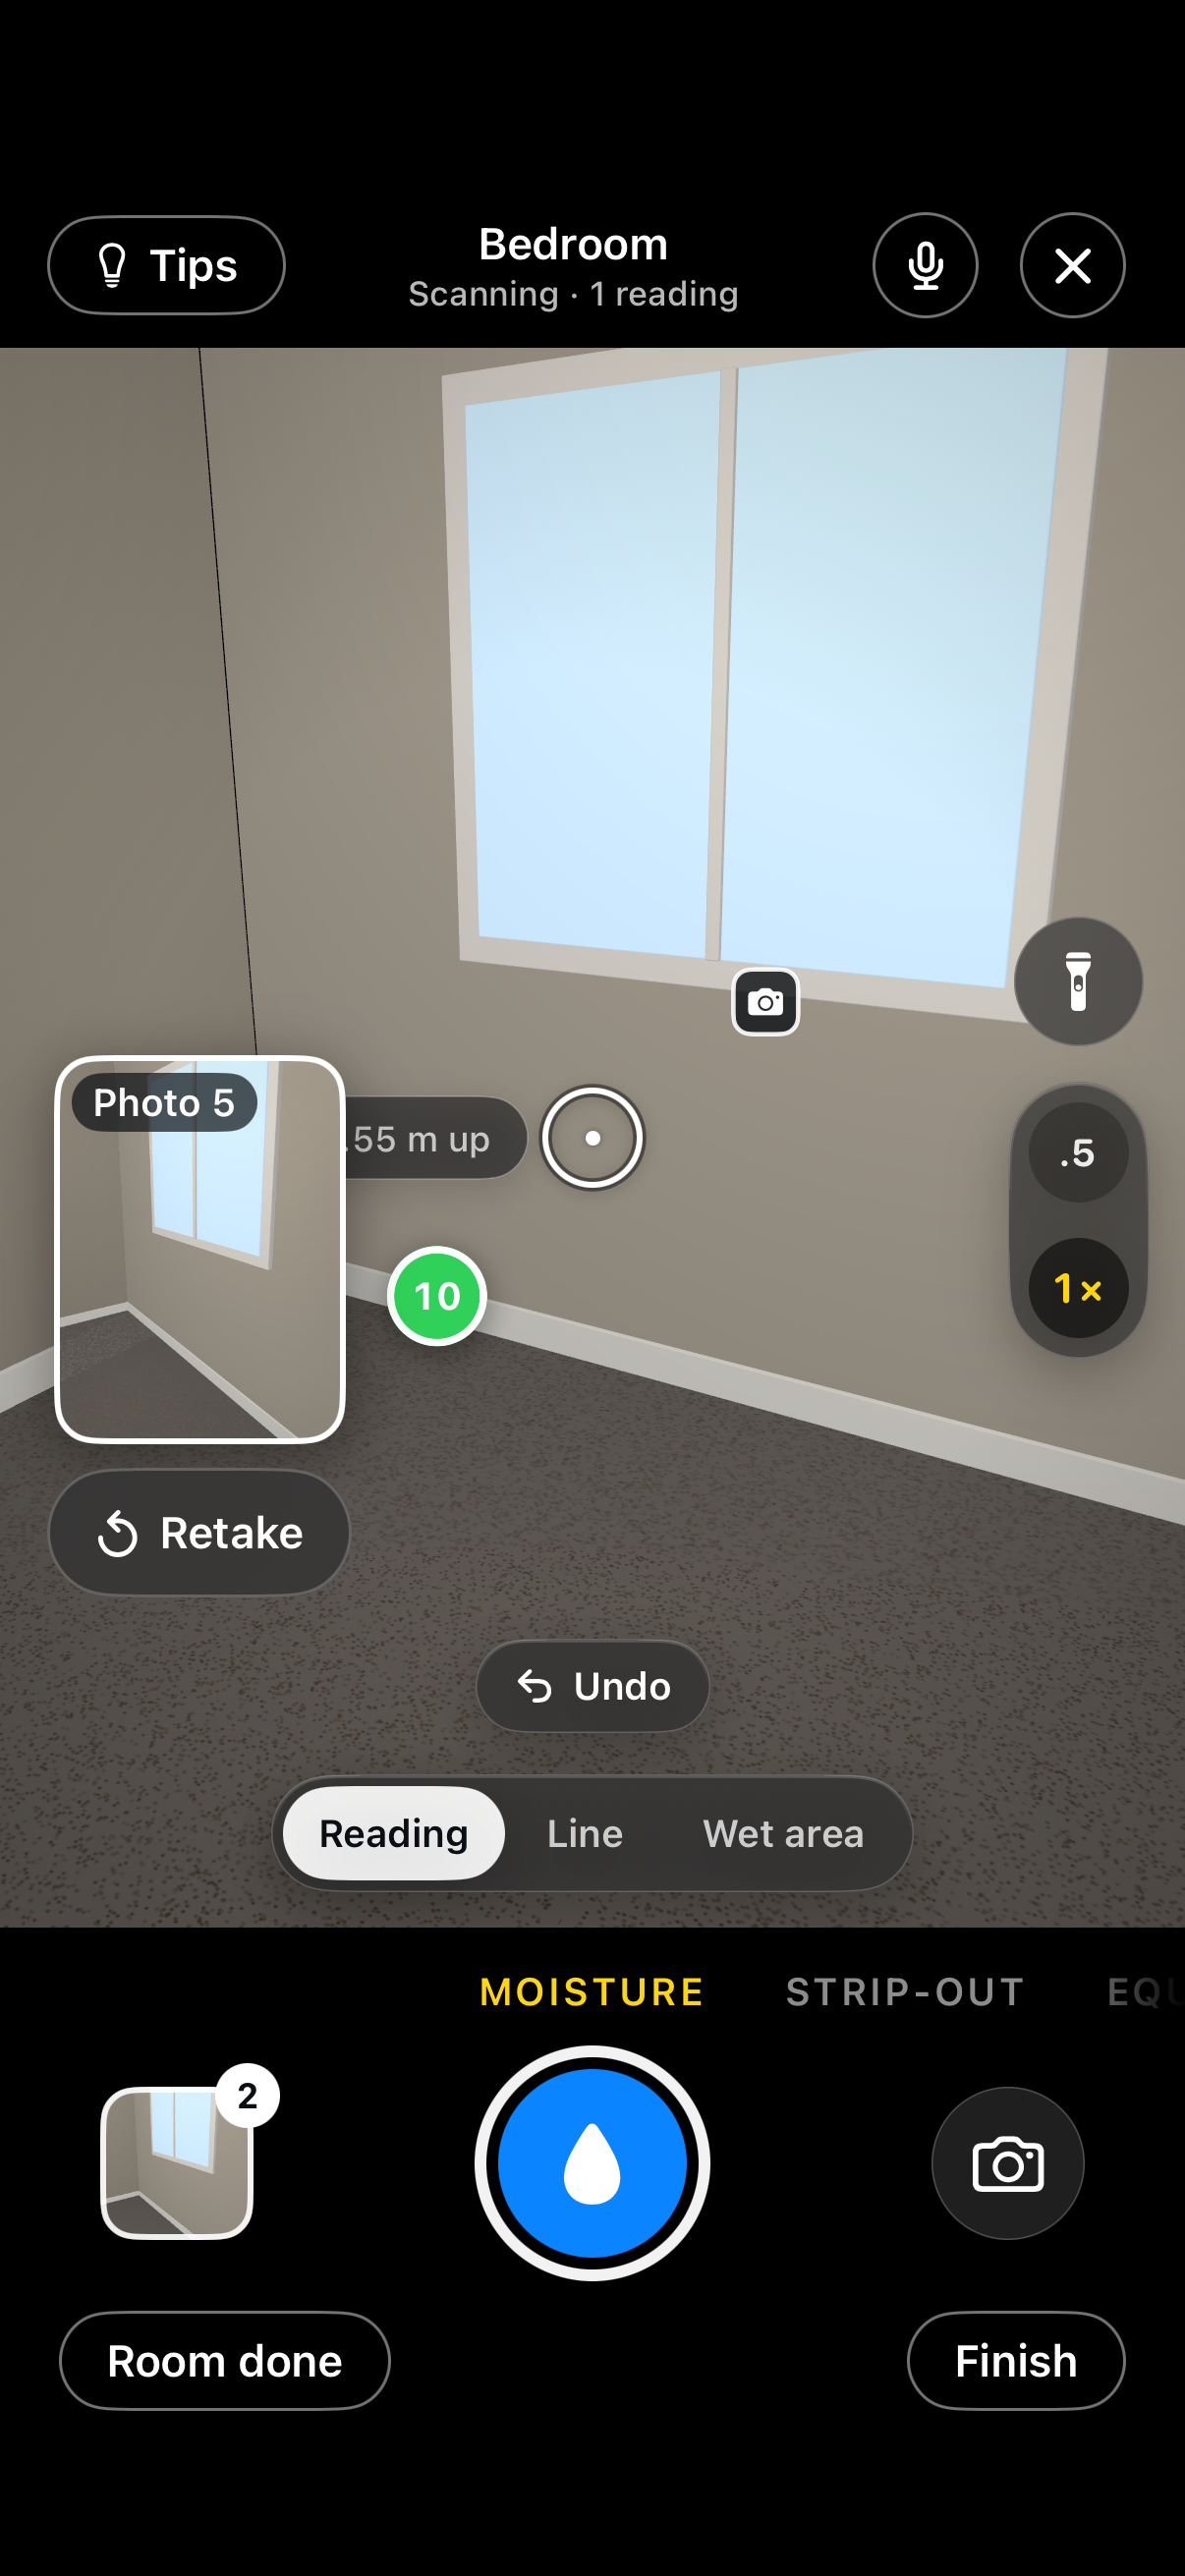 Tips
Bedroom
Scanning · 1 reading
Photo 5
.55 m up
.5
10
1×
Retake
Undo
Reading
Line
Wet area
MOISTURE
STRIP-OUT
2
Room done
Finish